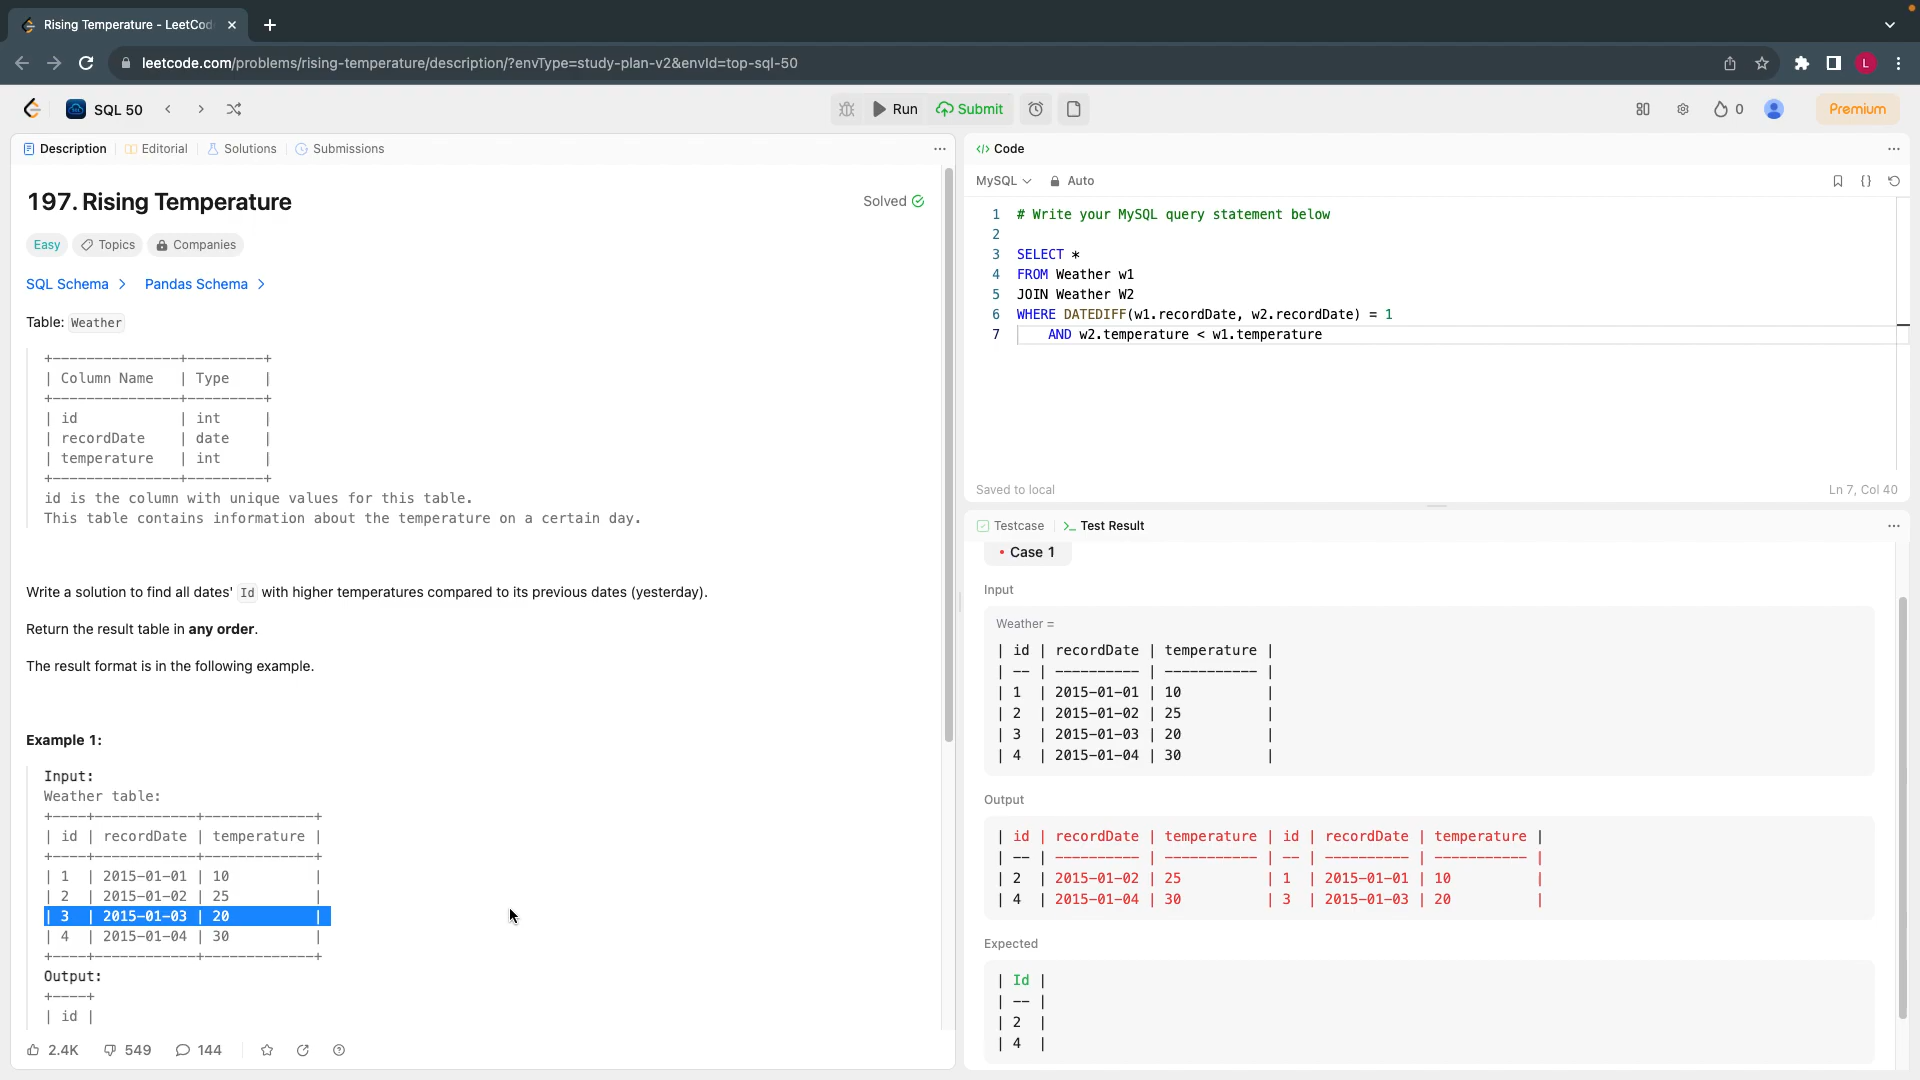 Rising Temperature - LeetCod
leetcode.com/problems/rising-temperature/description/?envType=study-plan-v2&envId=top-sql-50
L
SQL 50
Run
Submit
0
Premium
Description
Editorial
Solutions
Submissions
197. Rising Temperature
Solved
Easy
Topics
Companies
SQL Schema >
Pandas Schema >
Table: Weather
+---------------+---------+
| Column Name   | Type    |
+---------------+---------+
| id            | int     |
| recordDate    | date    |
| temperature   | int     |
+---------------+---------+
id is the column with unique values for this table.
This table contains information about the temperature on a certain day.
Write a solution to find all dates' Id with higher temperatures compared to its previous dates (yesterday).
Return the result table in any order.
The result format is in the following example.
Example 1:
Input:
Weather table:
+----+------------+-------------+
| id | recordDate | temperature |
+----+------------+-------------+
| 1  | 2015-01-01 | 10          |
| 2  | 2015-01-02 | 25          |
| 3  | 2015-01-03 | 20          |
| 4  | 2015-01-04 | 30          |
+----+------------+-------------+
Output:
+----+
| id |
2.4K
549
144
</> Code
MySQL
Auto
1 # Write your MySQL query statement below
2
3 SELECT *
4 FROM Weather w1
5 JOIN Weather W2
6 WHERE DATEDIFF(w1.recordDate, w2.recordDate) = 1
7     AND w2.temperature < w1.temperature
Saved to local
Ln 7, Col 40
Testcase
>_ Test Result
• Case 1
Input
Weather =
| id | recordDate | temperature |
| -- | ---------- | ----------- |
| 1  | 2015-01-01 | 10          |
| 2  | 2015-01-02 | 25          |
| 3  | 2015-01-03 | 20          |
| 4  | 2015-01-04 | 30          |
Output
| id | recordDate | temperature | id | recordDate | temperature |
| -- | ---------- | ----------- | -- | ---------- | ----------- |
| 2  | 2015-01-02 | 25          | 1  | 2015-01-01 | 10          |
| 4  | 2015-01-04 | 30          | 3  | 2015-01-03 | 20          |
Expected
| Id |
| -- |
| 2  |
| 4  |